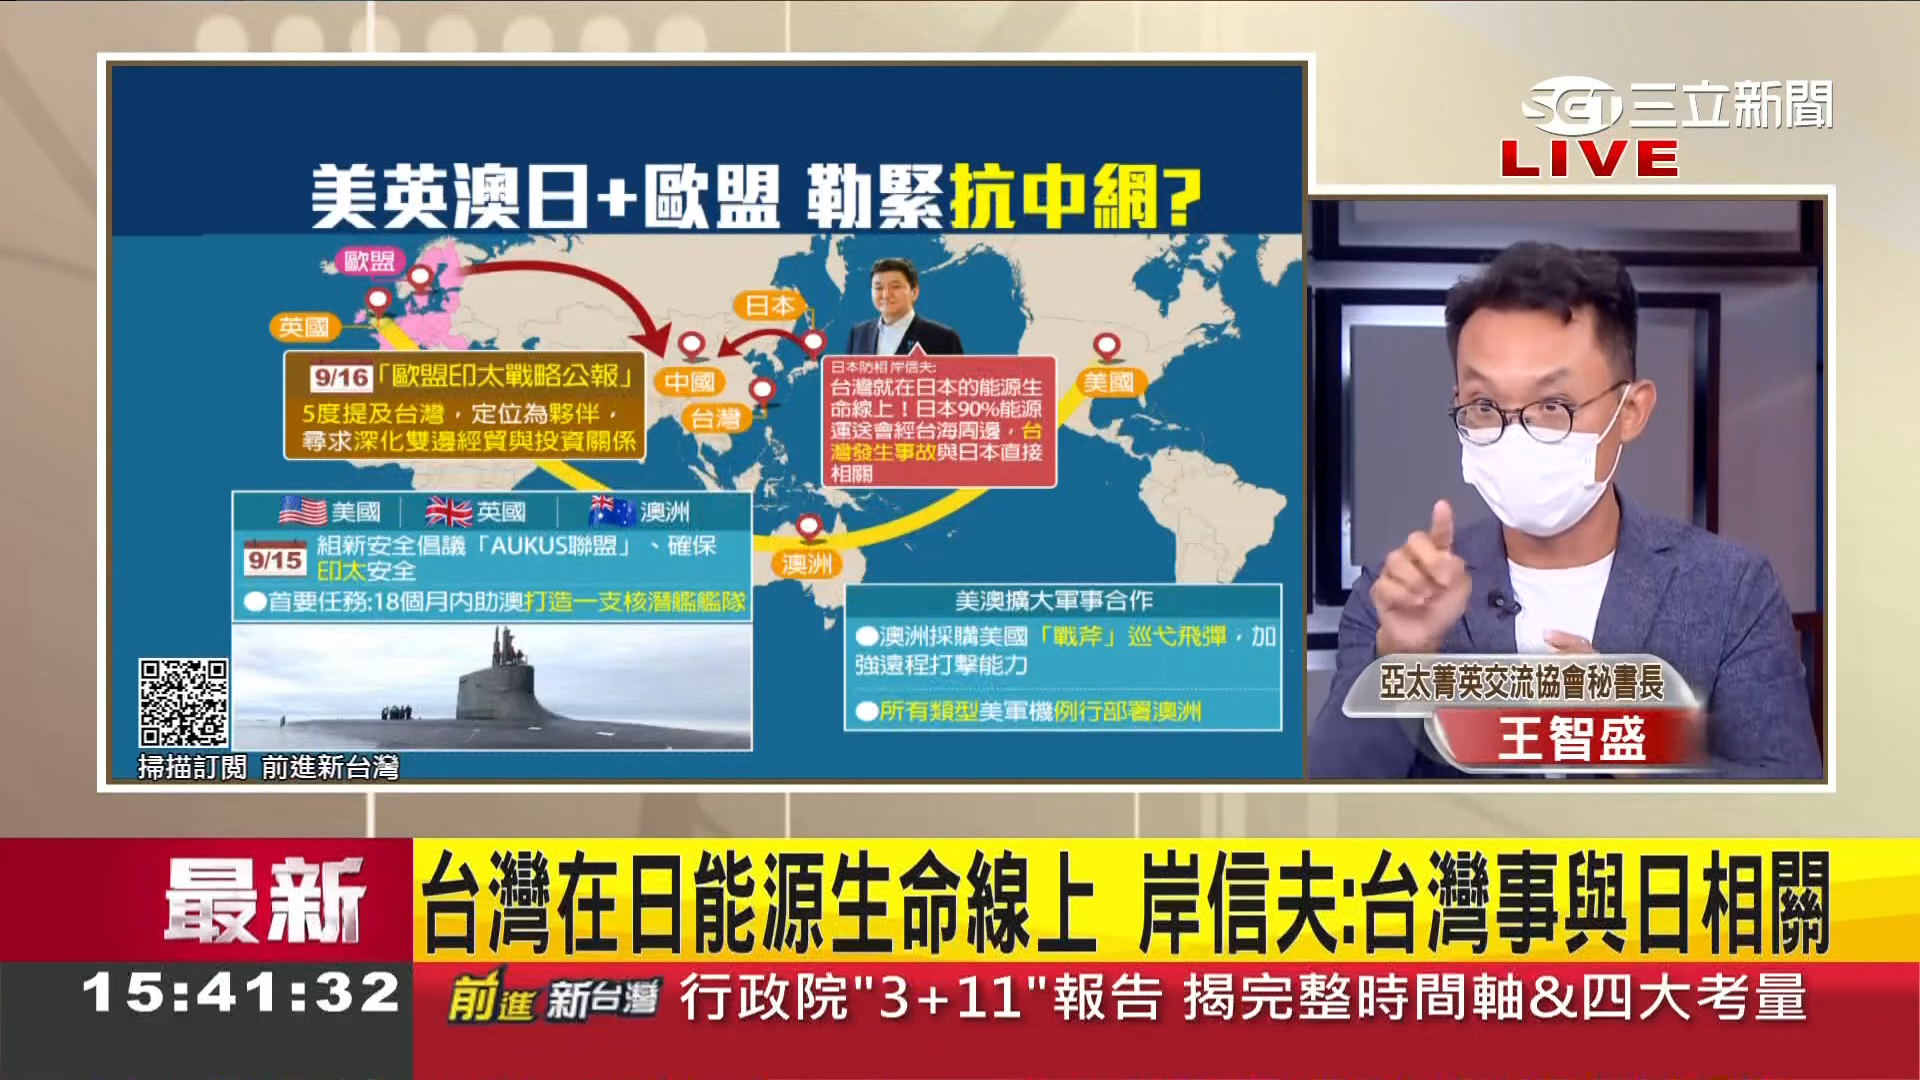 SET三立新聞
LIVE
美英澳日+歐盟 勒緊抗中網?
歐盟
英國
日本
中國
台灣
美國
澳洲
9/16「歐盟印太戰略公報」
5度提及台灣，定位為夥伴，
尋求深化雙邊經貿與投資關係
日本防相 岸信夫:
台灣就在日本的能源生
命線上！日本90%能源
運送會經台海周邊，台
灣發生事故與日本直接
相關
美國 英國 澳洲
9/15
組新安全倡議「AUKUS聯盟」、確保
印太安全
●首要任務:18個月內助澳打造一支核潛艦艦隊
美澳擴大軍事合作
●澳洲採購美國「戰斧」巡弋飛彈，加
強遠程打擊能力
●所有類型美軍機例行部署澳洲
掃描訂閱 前進新台灣
亞太菁英交流協會秘書長
王智盛
最新
台灣在日能源生命線上 岸信夫:台灣事與日相關
15:41:32
前進新台灣
行政院"3+11"報告 揭完整時間軸&四大考量